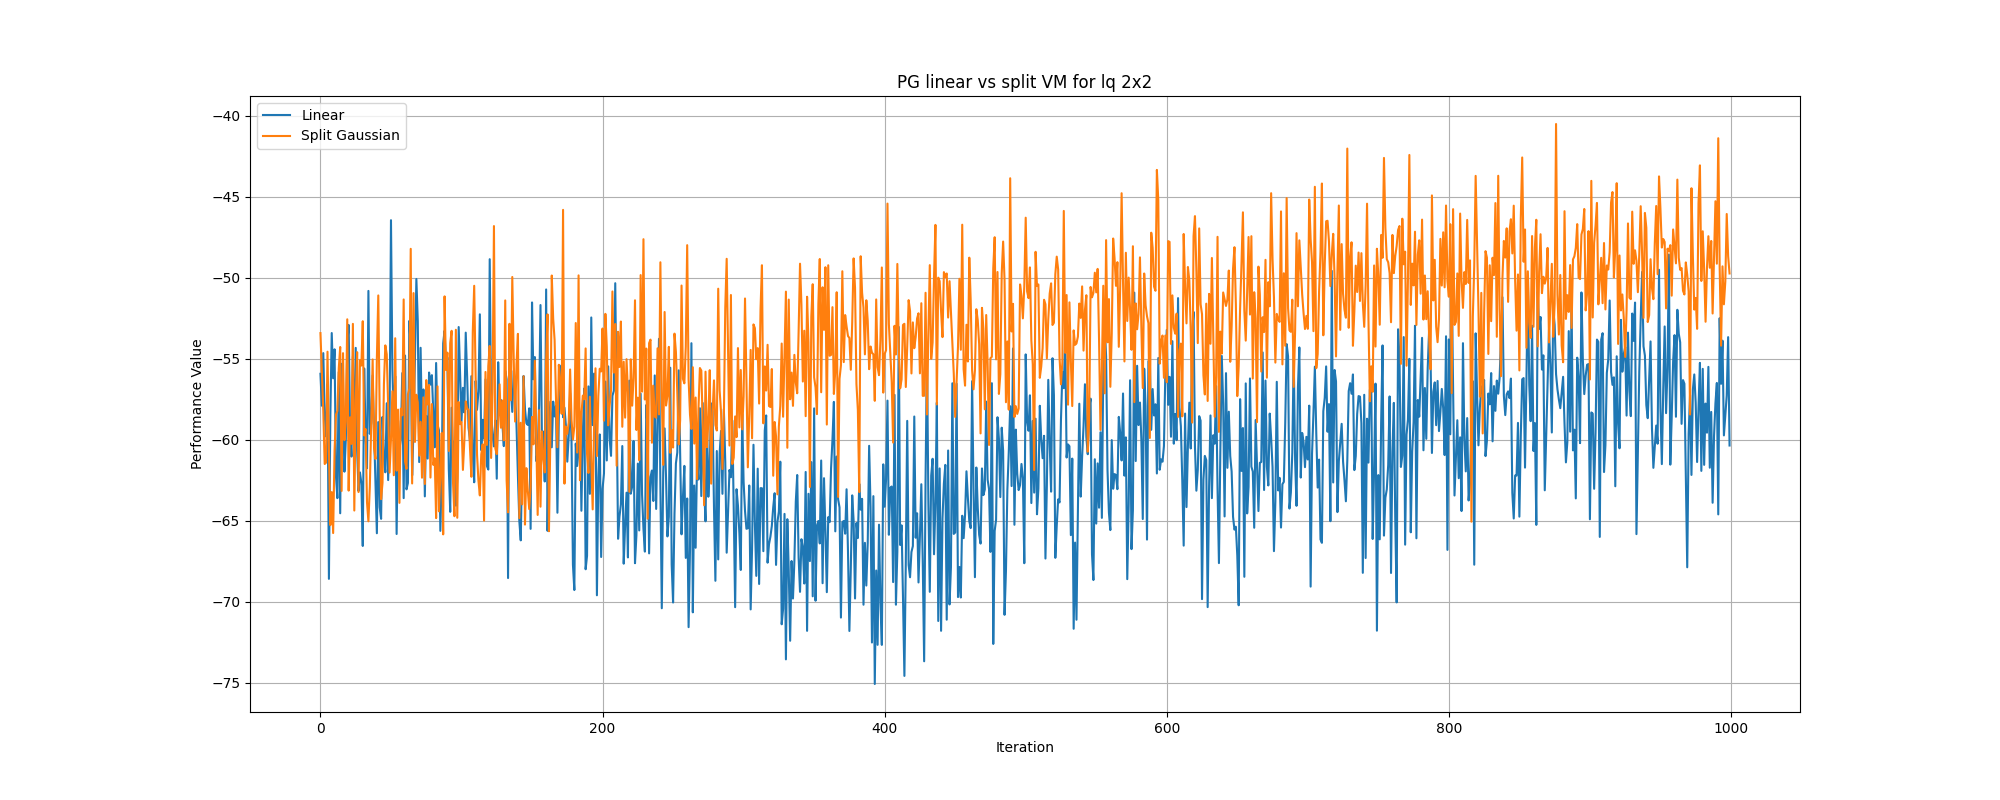 PG linear vs split VM for lq 2x2
Linear
Split Gaussian
−40
−45
−50
−55
−60
−65
−70
−75
Performance Value
0
200
400
600
800
1000
Iteration